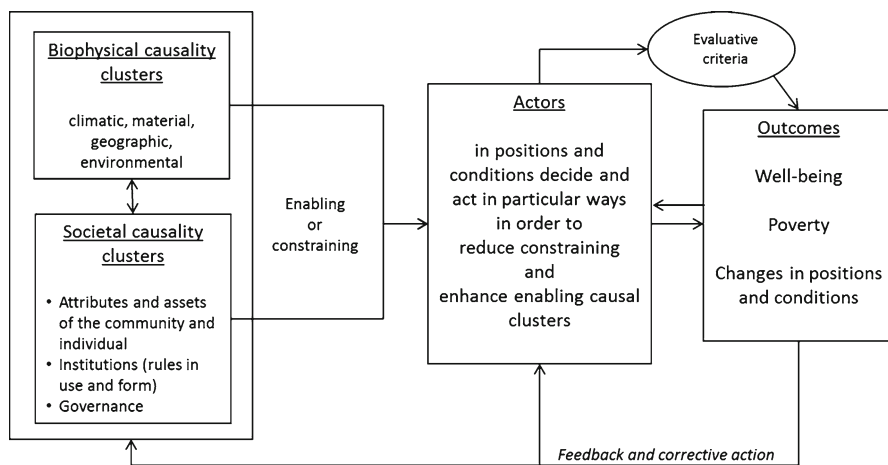 Biophysical causality
clusters
climatic, material,
geographic,
environmental
Societal causality
clusters
• Attributes and assets
of the community and
individual
• Institutions (rules in
use and form)
• Governance
Enabling
or
constraining
Actors
in positions and
conditions decide and
act in particular ways
in order to
reduce constraining
and
enhance enabling causal
clusters
Evaluative
criteria
Outcomes
Well-being
Poverty
Changes in positions
and conditions
Feedback and corrective action